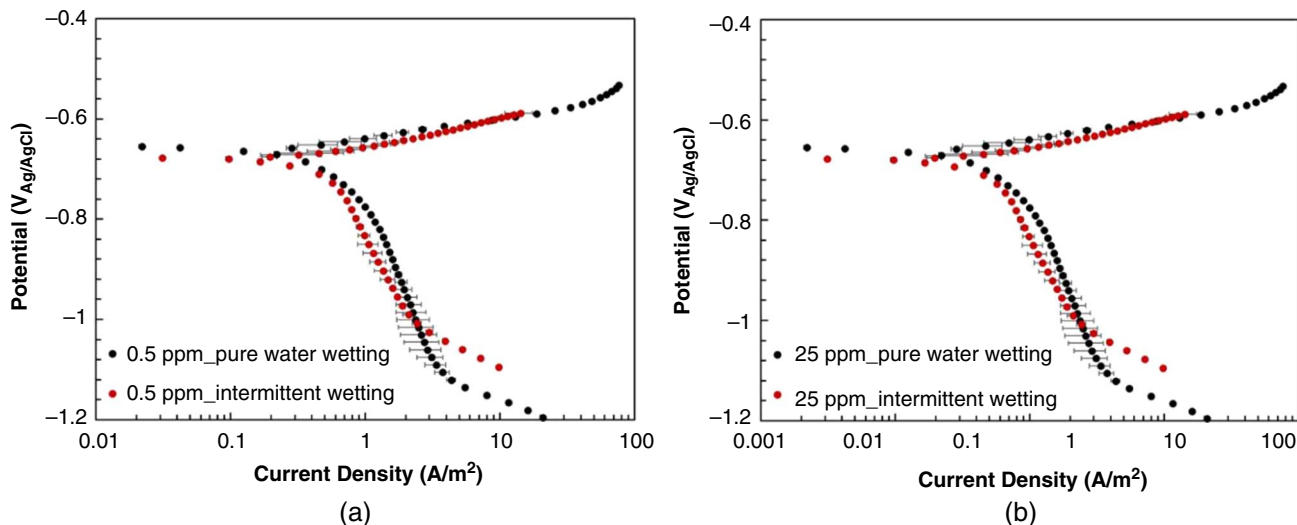 −0.4
−0.6
−0.8
−1
−1.2
Potential (V_Ag/AgCl)
0.5 ppm_pure water wetting
0.5 ppm_intermittent wetting
0.01
0.1
1
10
100
Current Density (A/m²)
(a)
−0.4
−0.6
−0.8
−1
−1.2
Potential (V_Ag/AgCl)
25 ppm_pure water wetting
25 ppm_intermittent wetting
0.001
0.01
0.1
1
10
100
Current Density (A/m²)
(b)